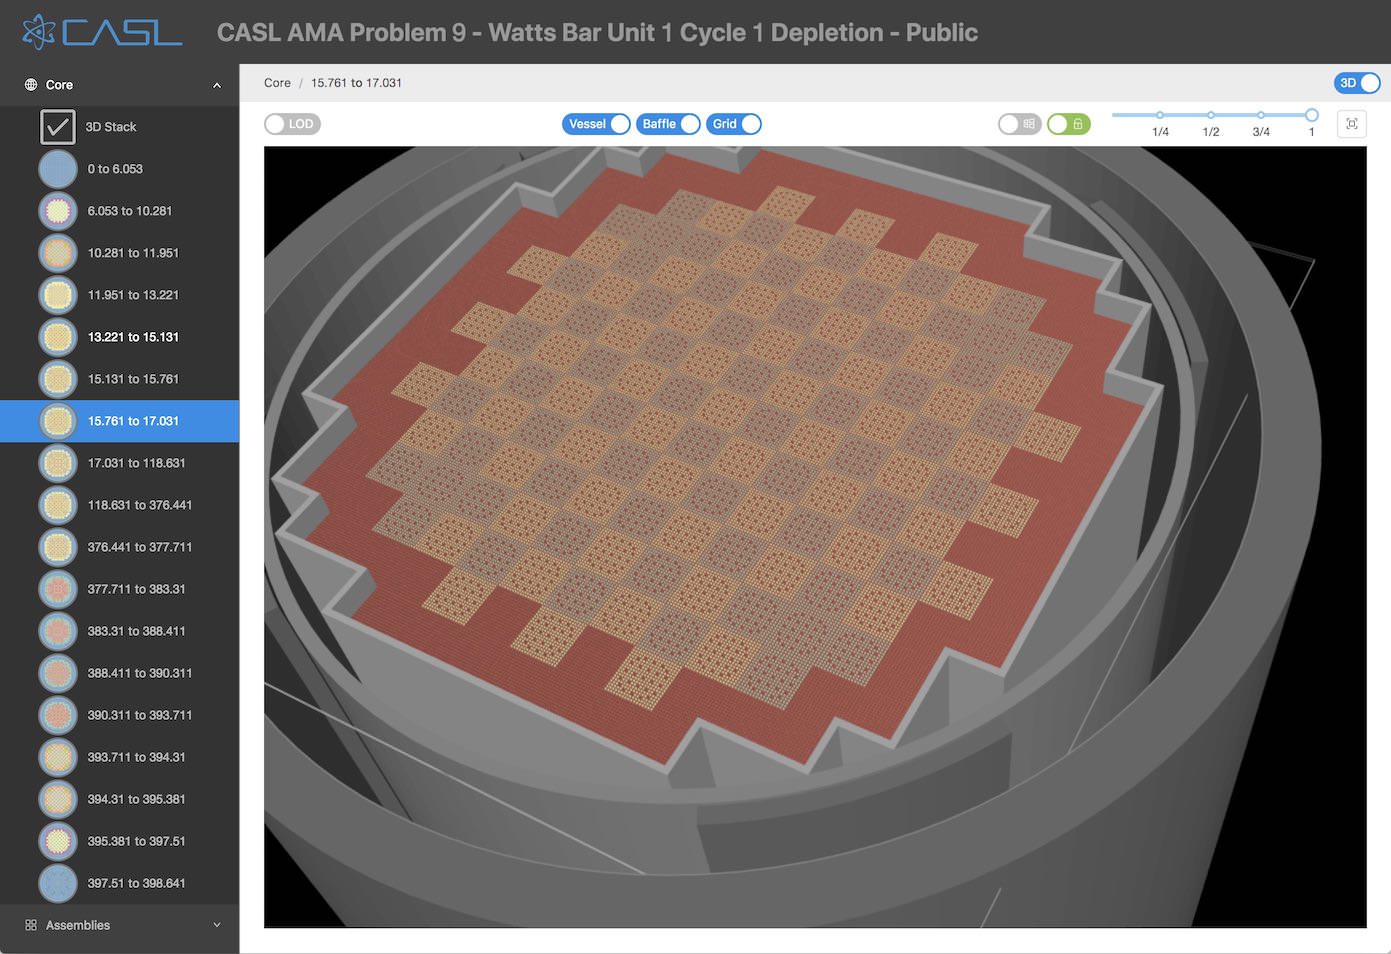 CASL
CASL AMA Problem 9 - Watts Bar Unit 1 Cycle 1 Depletion - Public
Core
Core / 15.761 to 17.031
3D
LOD
Vessel
Baffle
Grid
1/4
1/2
3/4
1
3D Stack
0 to 6.053
6.053 to 10.281
10.281 to 11.951
11.951 to 13.221
13.221 to 15.131
15.131 to 15.761
15.761 to 17.031
17.031 to 118.631
118.631 to 376.441
376.441 to 377.711
377.711 to 383.31
383.31 to 388.411
388.411 to 390.311
390.311 to 393.711
393.711 to 394.31
394.31 to 395.381
395.381 to 397.51
397.51 to 398.641
Assemblies